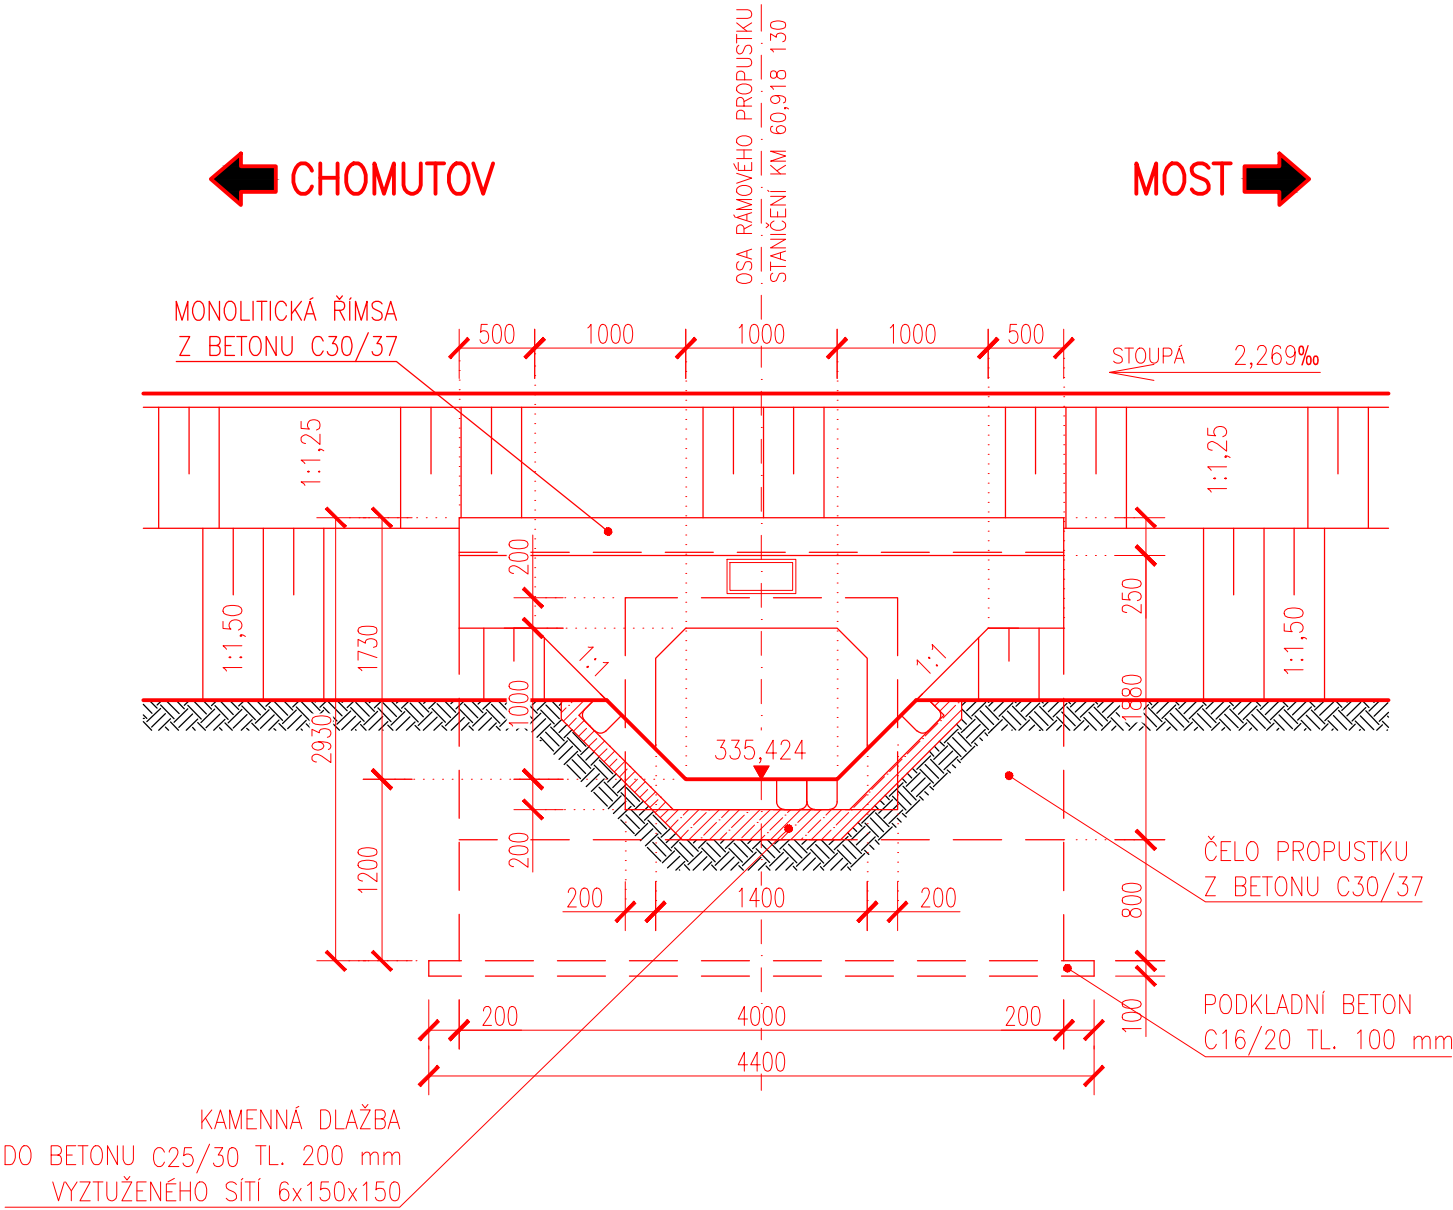 OSA RÁMOVÉHO PROPUSTKU
STANIČENÍ KM 60,918 130
CHOMUTOV
MOST
MONOLITICKÁ ŘÍMSA
Z BETONU C30/37
500
1000
1000
1000
500
STOUPÁ 2,269‰
1:1,25
1:1,25
200
250
1:1,50
1730
1:1
1:1
1:1,50
2930
1000
1880
335,424
200
1200
ČELO PROPUSTKU
Z BETONU C30/37
200
1400
200
800
200
4000
200
100
PODKLADNÍ BETON
C16/20 TL. 100 mm
4400
KAMENNÁ DLAŽBA
DO BETONU C25/30 TL. 200 mm
VYZTUŽENÉHO SÍTÍ 6x150x150